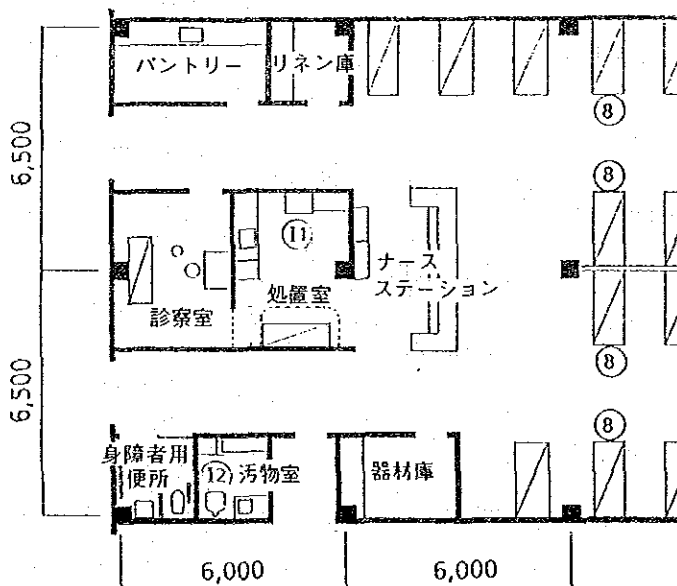 パントリー
リネン庫
8
6,500
8
11
ナース
ステーション
処置室
診察室
8
6,500
8
身障者用
便所
12
汚物室
器材庫
6,000
6,000